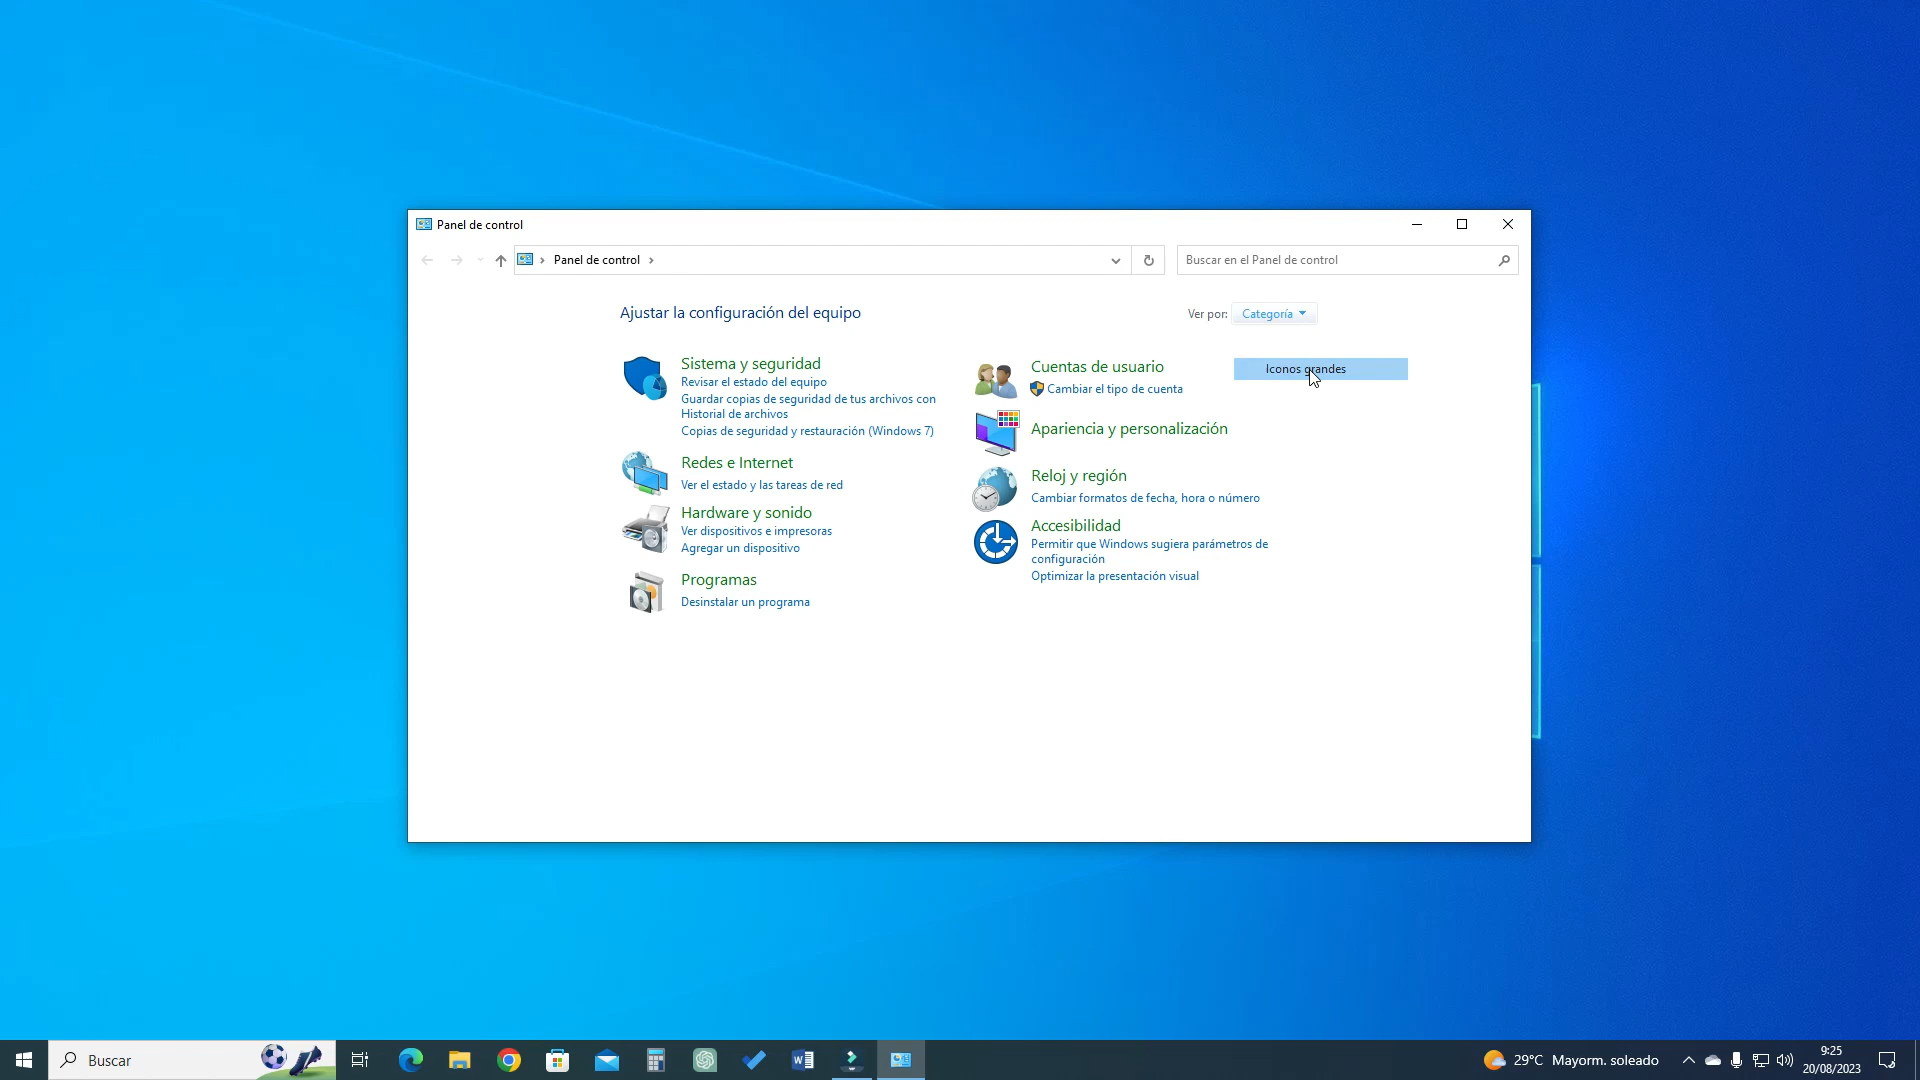 Panel de control
Panel de control
Buscar en el Panel de control
Ajustar la configuración del equipo
Ver por:
Categoría
Sistema y seguridad
Revisar el estado del equipo
Guardar copias de seguridad de tus archivos con
Historial de archivos
Copias de seguridad y restauración (Windows 7)
Redes e Internet
Ver el estado y las tareas de red
Hardware y sonido
Ver dispositivos e impresoras
Agregar un dispositivo
Programas
Desinstalar un programa
Cuentas de usuario
Cambiar el tipo de cuenta
Apariencia y personalización
Reloj y región
Cambiar formatos de fecha, hora o número
Accesibilidad
Permitir que Windows sugiera parámetros de
configuración
Optimizar la presentación visual
Iconos grandes
Buscar
29°C Mayorm. soleado
9:25
20/08/2023